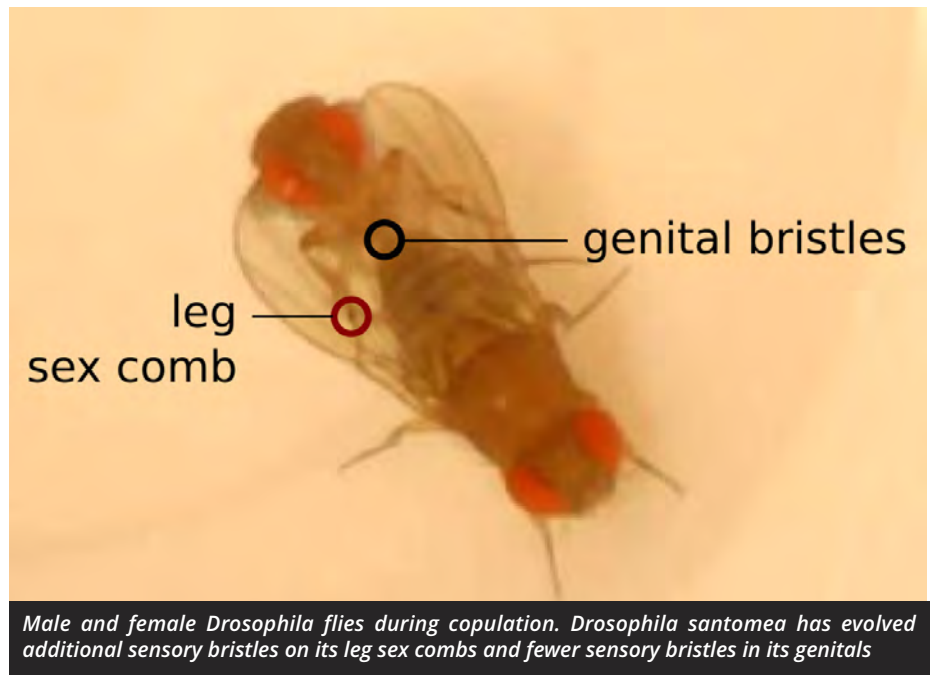 genital bristles
leg
sex comb
Male and female Drosophila flies during copulation. Drosophila santomea has evolved
additional sensory bristles on its leg sex combs and fewer sensory bristles in its genitals